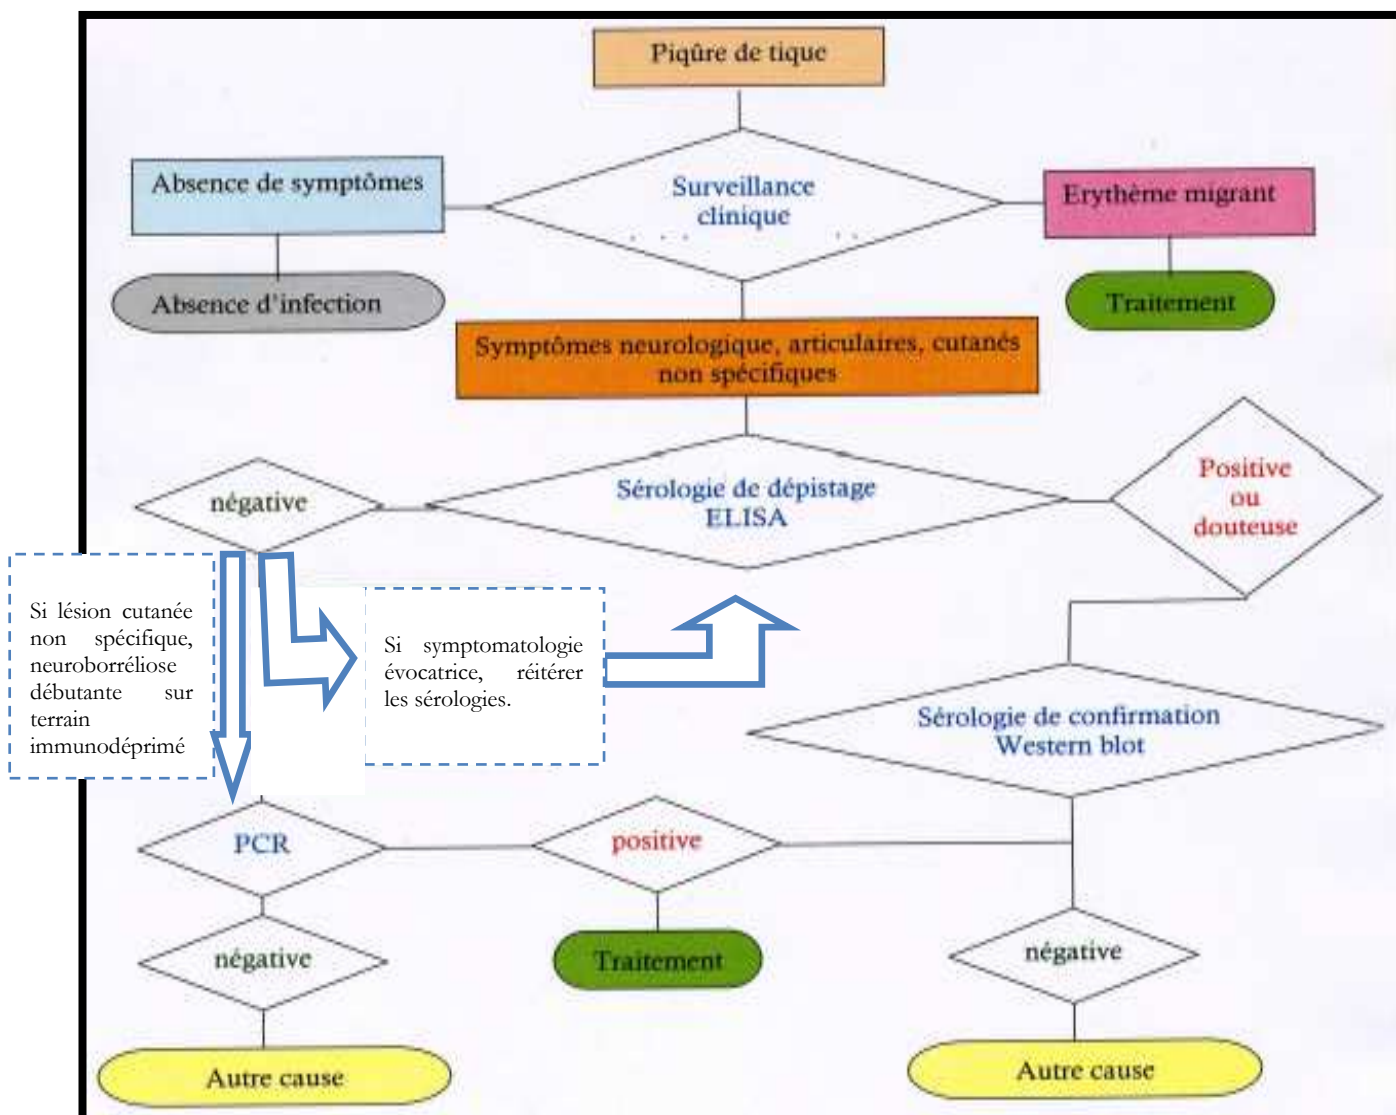 Piqûre de tique
Absence de symptômes
Surveillance
clinique
Erythème migrant
Absence d'infection
Traitement
Symptômes neurologique, articulaires, cutanés
non spécifiques
négative
Sérologie de dépistage
ELISA
Positive
ou
douteuse
Si lésion cutanée
non spécifique,
neuroborréliose
débutante sur
terrain
immunodéprimé
Si symptomatologie
évocatrice, réitérer
les sérologies.
Sérologie de confirmation
Western blot
PCR
positive
négative
Traitement
négative
Autre cause
Autre cause